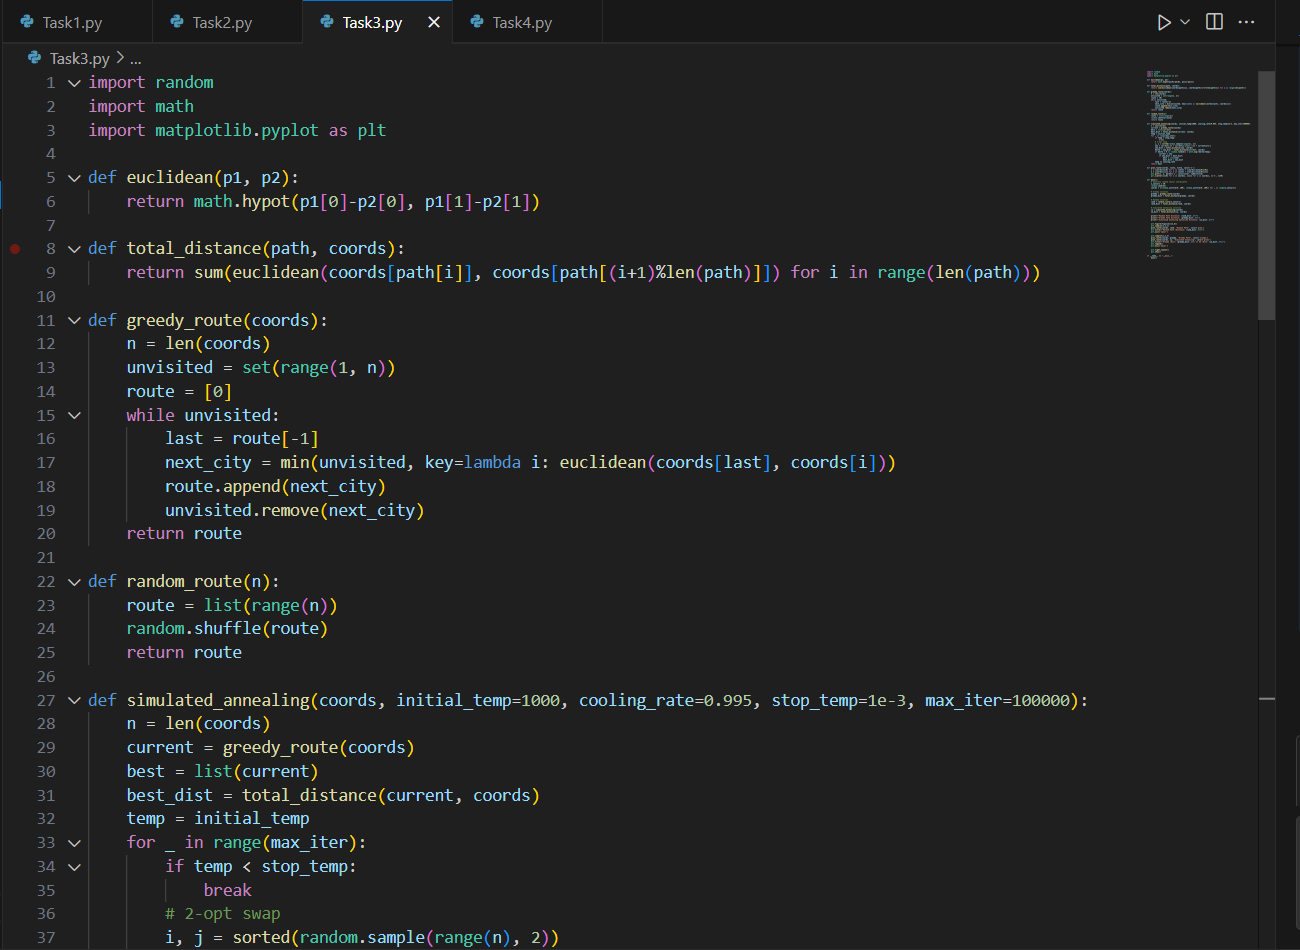 Task1.py Task2.py Task3.py Task4.py
Task3.py > ...
1 import random
2 import math
3 import matplotlib.pyplot as plt
4
5 def euclidean(p1, p2):
6     return math.hypot(p1[0]-p2[0], p1[1]-p2[1])
7
8 def total_distance(path, coords):
9     return sum(euclidean(coords[path[i]], coords[path[(i+1)%len(path)]]) for i in range(len(path)))
10
11 def greedy_route(coords):
12     n = len(coords)
13     unvisited = set(range(1, n))
14     route = [0]
15     while unvisited:
16         last = route[-1]
17         next_city = min(unvisited, key=lambda i: euclidean(coords[last], coords[i]))
18         route.append(next_city)
19         unvisited.remove(next_city)
20     return route
21
22 def random_route(n):
23     route = list(range(n))
24     random.shuffle(route)
25     return route
26
27 def simulated_annealing(coords, initial_temp=1000, cooling_rate=0.995, stop_temp=1e-3, max_iter=100000):
28     n = len(coords)
29     current = greedy_route(coords)
30     best = list(current)
31     best_dist = total_distance(current, coords)
32     temp = initial_temp
33     for _ in range(max_iter):
34         if temp < stop_temp:
35             break
36         # 2-opt swap
37         i, j = sorted(random.sample(range(n), 2))